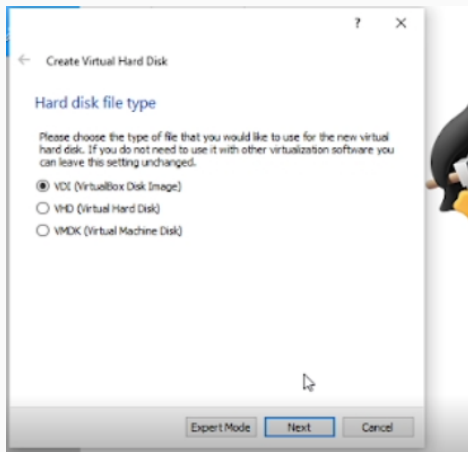 ?
Create Virtual Hard Disk
Hard disk file type
Please choose the type of file that you would like to use for the new virtual
hard disk. If you do not need to use it with other virtualization software you
can leave this setting unchanged.
VDI (VirtualBox Disk Image)
VHD (Virtual Hard Disk)
VMDK (Virtual Machine Disk)
Expert Mode Next Cancel